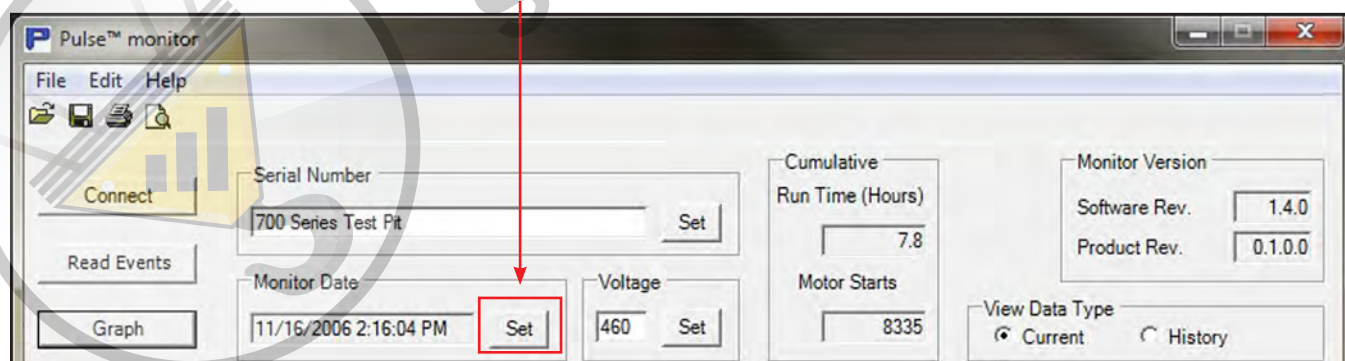 Pulse™ monitor
File Edit Help
Connect
Read Events
Graph
Serial Number
700 Series Test Pit
Set
Monitor Date
11/16/2006 2:16:04 PM
Set
Voltage
460
Set
Cumulative
Run Time (Hours)
7.8
Motor Starts
8335
Monitor Version
Software Rev. 1.4.0
Product Rev. 0.1.0.0
View Data Type
Current
History